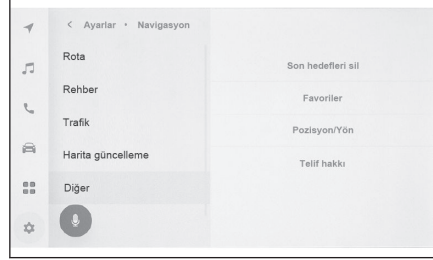 < Ayarlar • Navigasyon
Rota
Rehber
Trafik
Harita güncelleme
Diğer
Son hedefleri sil
Favoriler
Pozisyon/Yön
Telif hakkı